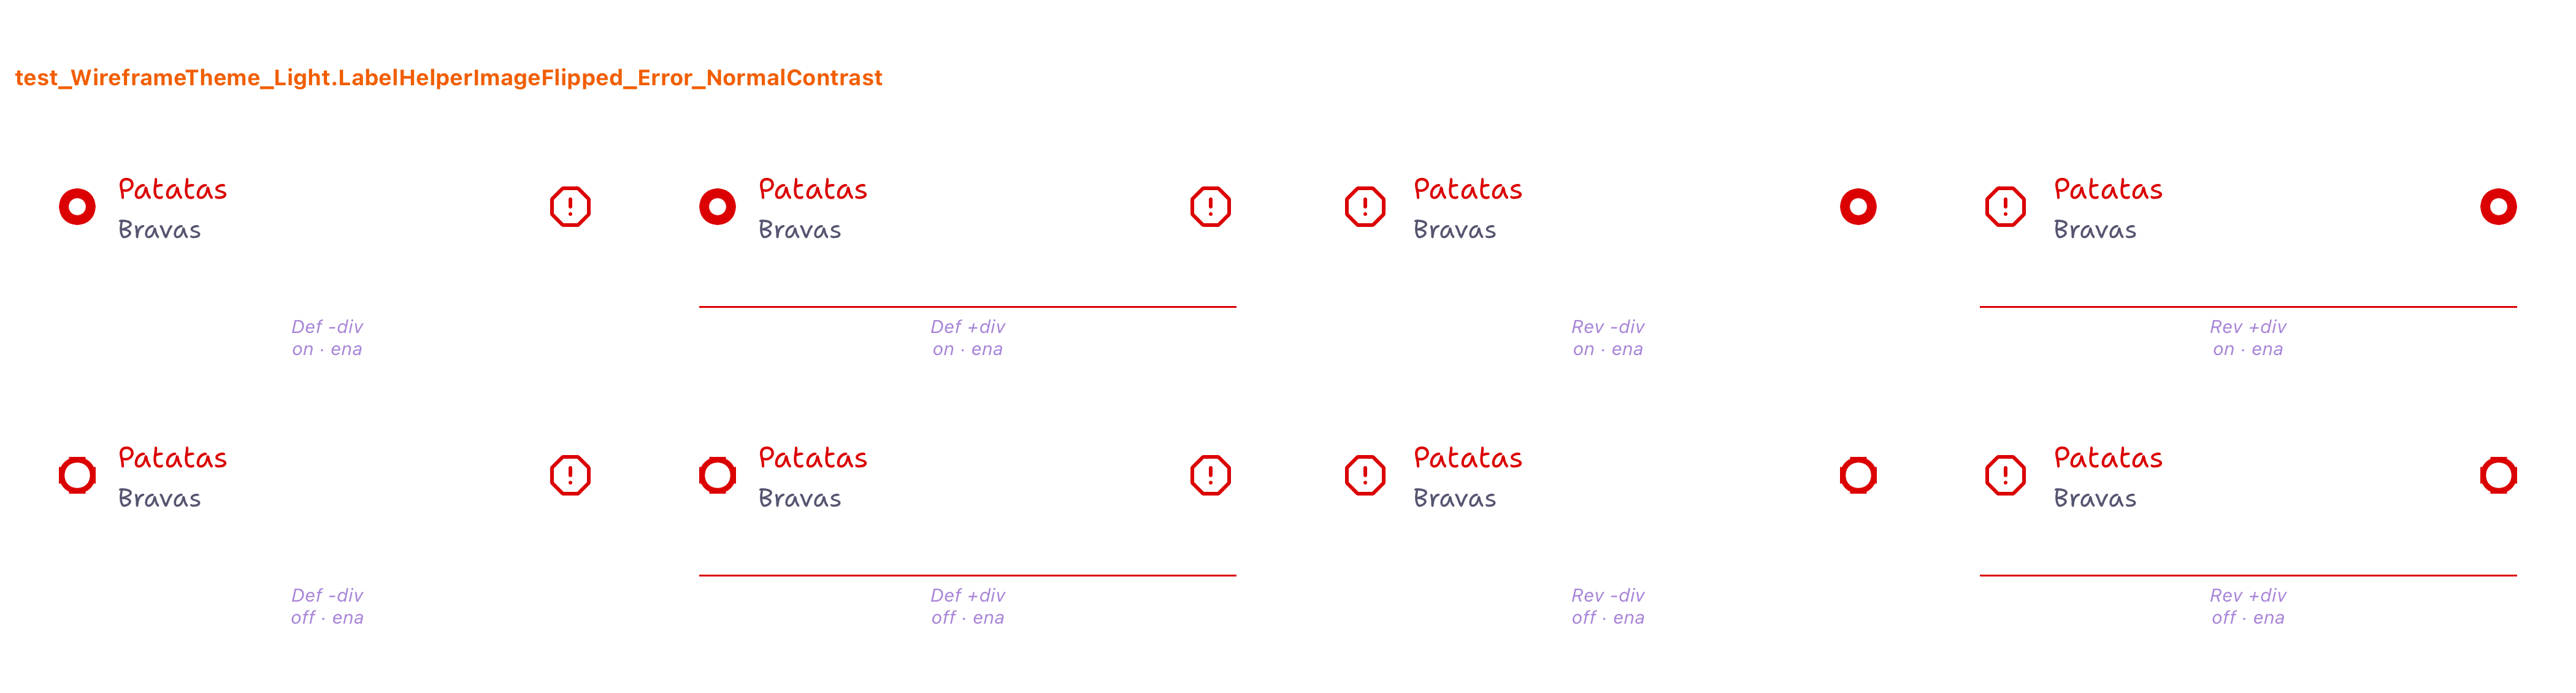 test_WireframeTheme_Light.LabelHelperImageFlipped_Error_NormalContrast
Patatas
Bravas
Def -div
on · ena
Patatas
Bravas
Def +div
on · ena
Patatas
Bravas
Rev -div
on · ena
Patatas
Bravas
Rev +div
on · ena
Patatas
Bravas
Def -div
off · ena
Patatas
Bravas
Def +div
off · ena
Patatas
Bravas
Rev -div
off · ena
Patatas
Bravas
Rev +div
off · ena